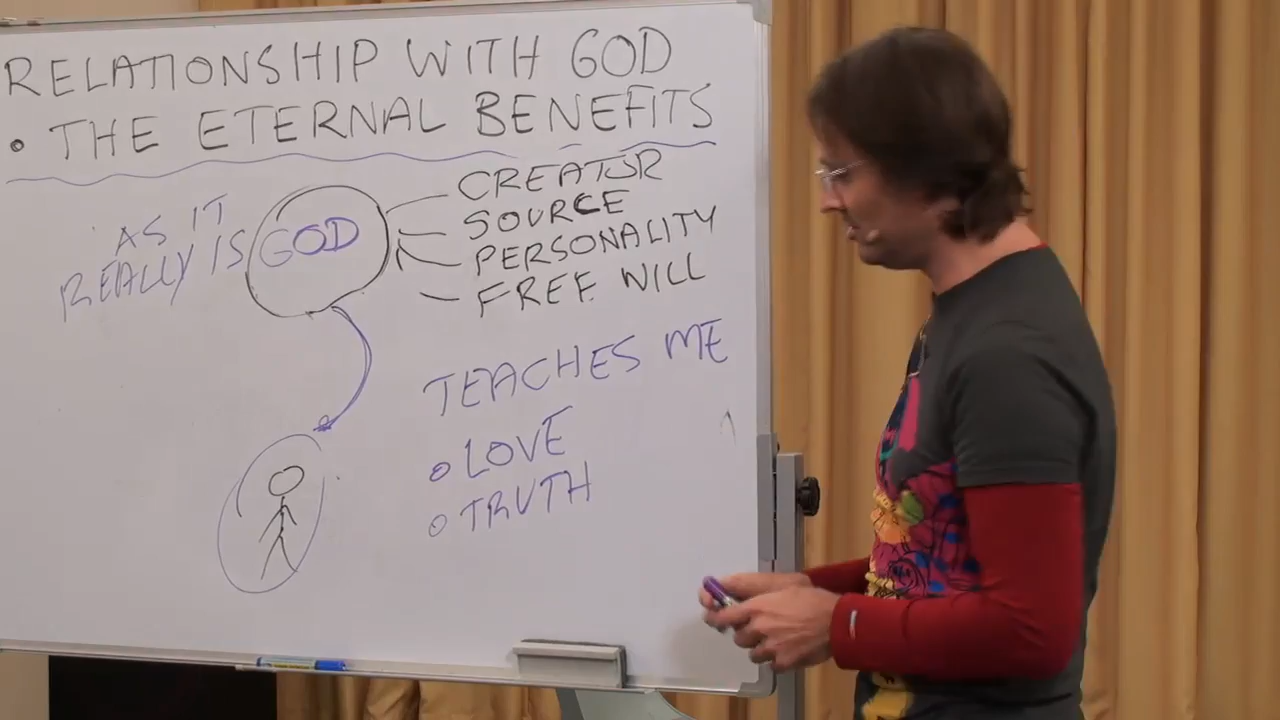 RELATIONSHIP WITH GOD
• THE ETERNAL BENEFITS
AS IT
REALLY IS
GOD
CREATOR
SOURCE
PERSONALITY
FREE WILL
TEACHES ME
○ LOVE
○ TRUTH